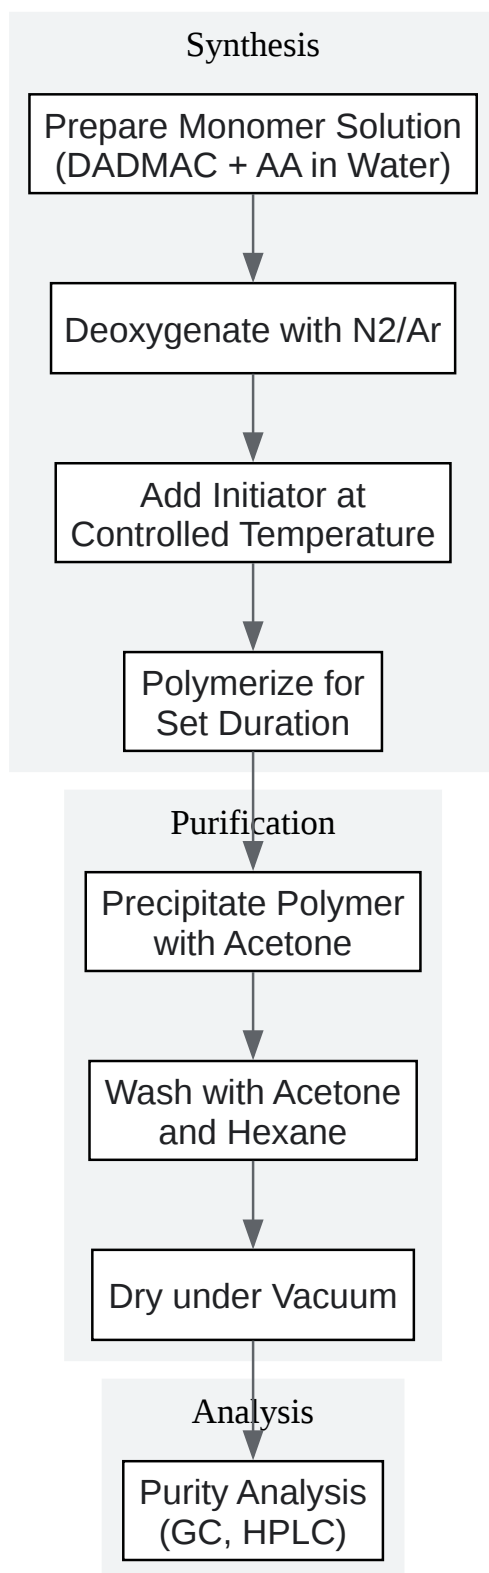 Synthesis
Prepare Monomer Solution
(DADMAC + AA in Water)
Deoxygenate with N2/Ar
Add Initiator at
Controlled Temperature
Polymerize for
Set Duration
Purification
Precipitate Polymer
with Acetone
Wash with Acetone
and Hexane
Dry under Vacuum
Analysis
Purity Analysis
(GC, HPLC)